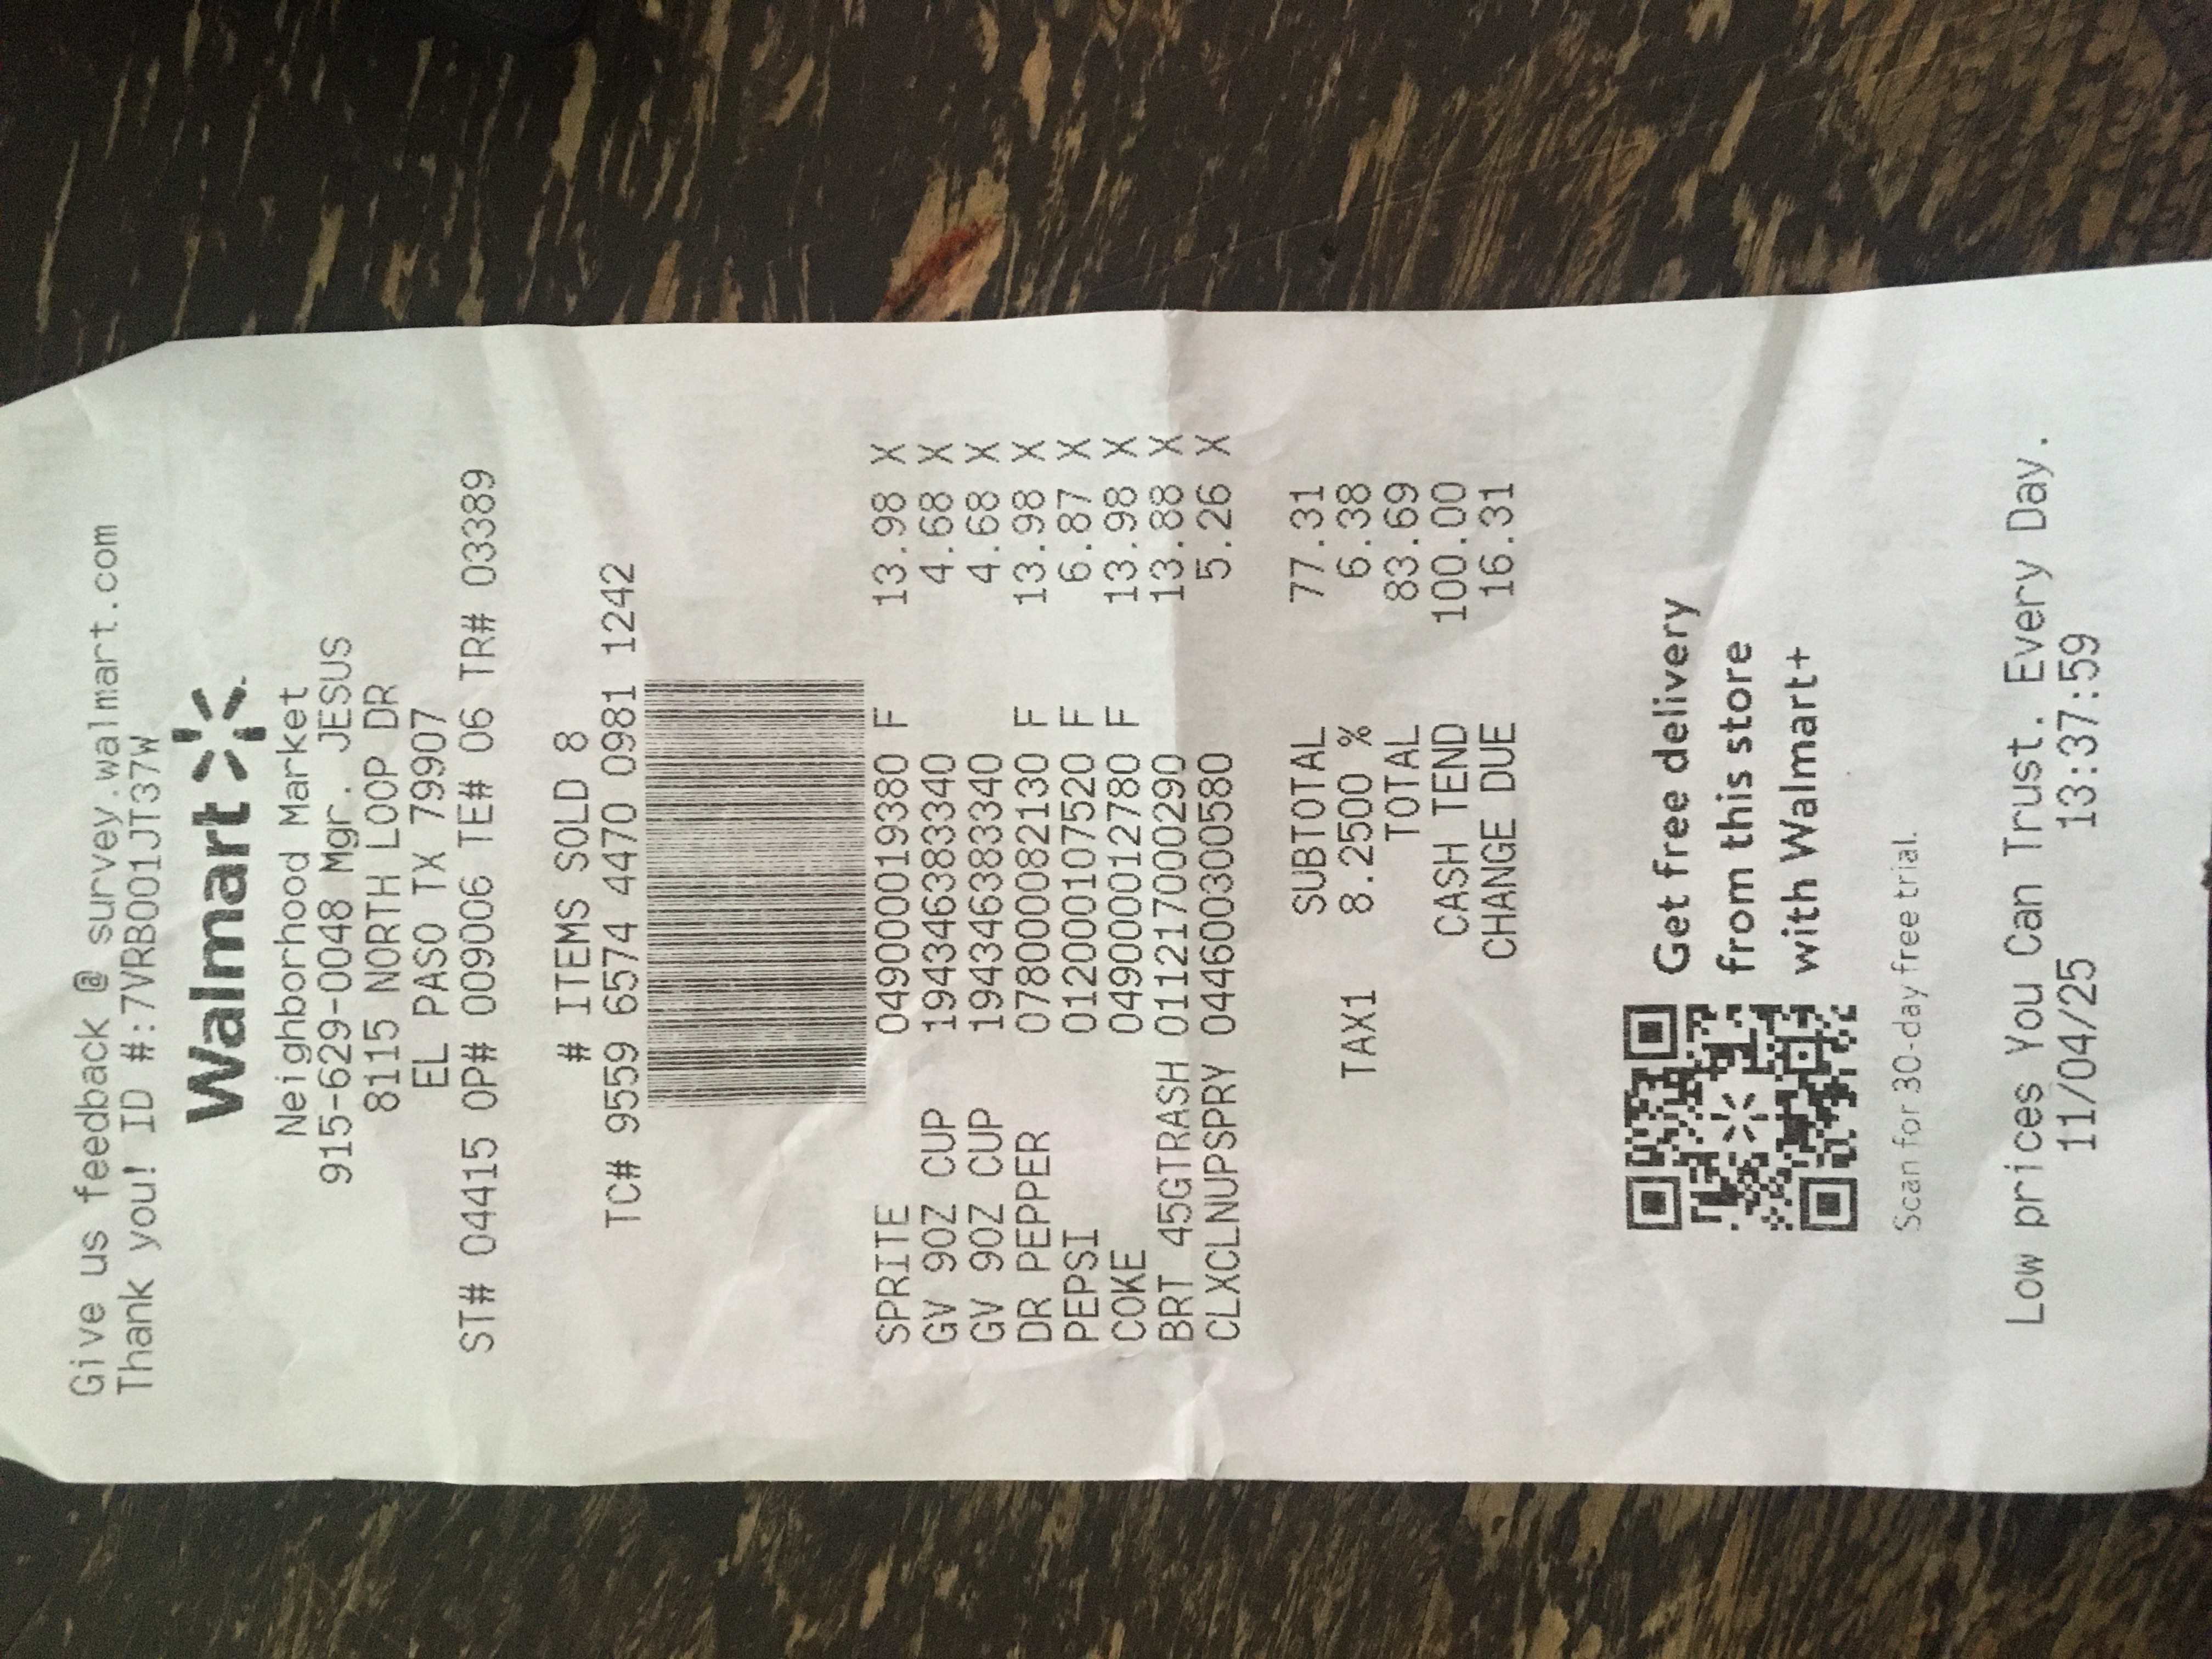 Give us feedback @ survey.walmart.com
Thank you! ID #:7VRB001JT37W
Walmart
Neighborhood Market
915-629-0048 Mgr. JESUS
8115 NORTH LOOP DR
EL PASO TX 79907
ST# 04415 OP# 009006 TE# 06 TR# 03389
# ITEMS SOLD 8
TC# 9559 6574 4470 0981 1242
SPRITE 049000019380 F 13.98 X
GV 9OZ CUP 194346383340 4.68 X
GV 9OZ CUP 194346383340 4.68 X
DR PEPPER 078000082130 F 13.98 X
PEPSI 012000107520 F 6.87 X
COKE 049000012780 F 13.98 X
BRT 45GTRASH 011217000290 13.88 X
CLXCLNUPSPRY 044600300580 5.26 X
SUBTOTAL 77.31
TAX1 8.2500 % 6.38
TOTAL 83.69
CASH TEND 100.00
CHANGE DUE 16.31
Get free delivery
from this store
with Walmart+
Scan for 30-day free trial.
Low prices You Can Trust. Every Day.
11/04/25 13:37:59